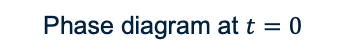 Phase diagram at t = 0